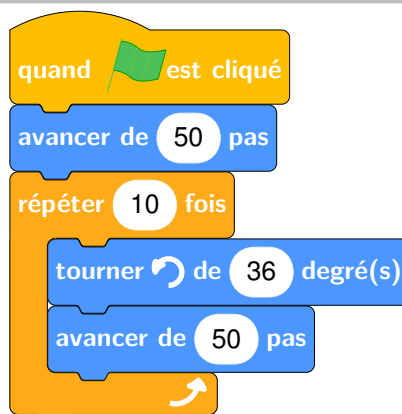 quand est cliqué
avancer de 50 pas
répéter 10 fois
tourner de 36 degré(s)
avancer de 50 pas